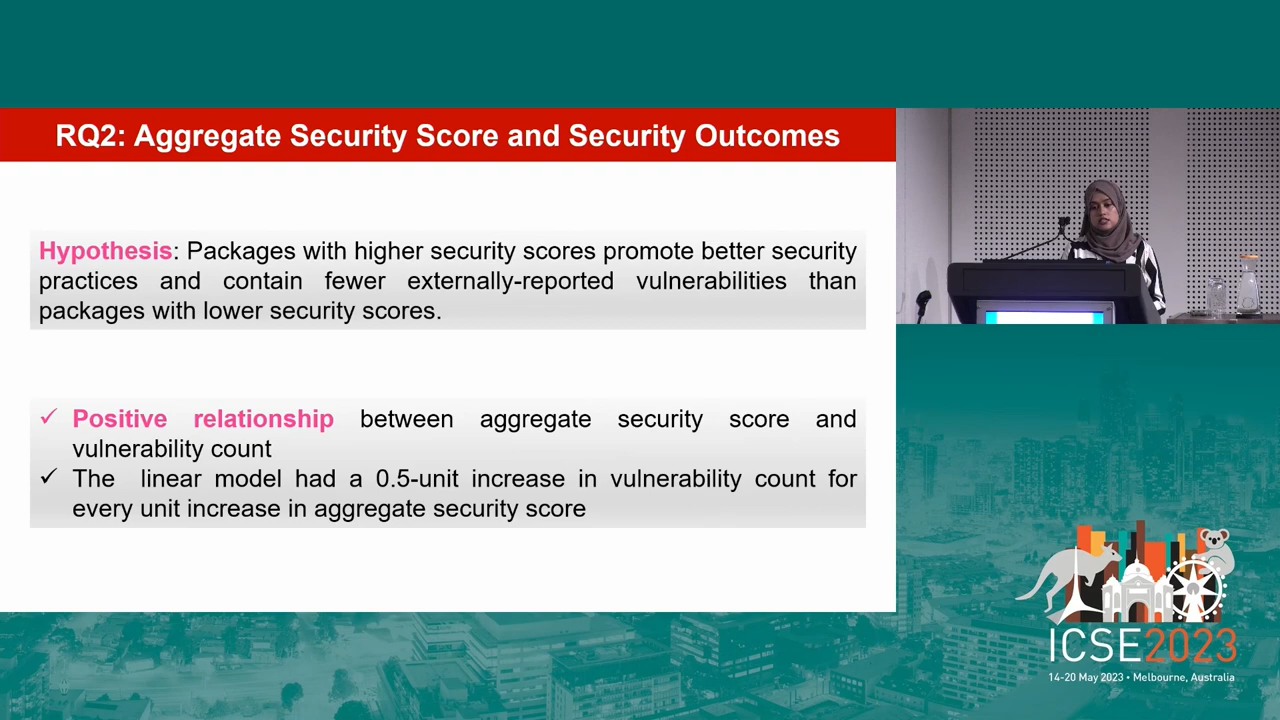 RQ2: Aggregate Security Score and Security Outcomes
Hypothesis: Packages with higher security scores promote better security
practices and contain fewer externally-reported vulnerabilities than
packages with lower security scores.
✓ Positive relationship between aggregate security score and
vulnerability count
✓ The linear model had a 0.5-unit increase in vulnerability count for
every unit increase in aggregate security score
ICSE2023
14-20 May 2023 • Melbourne, Australia